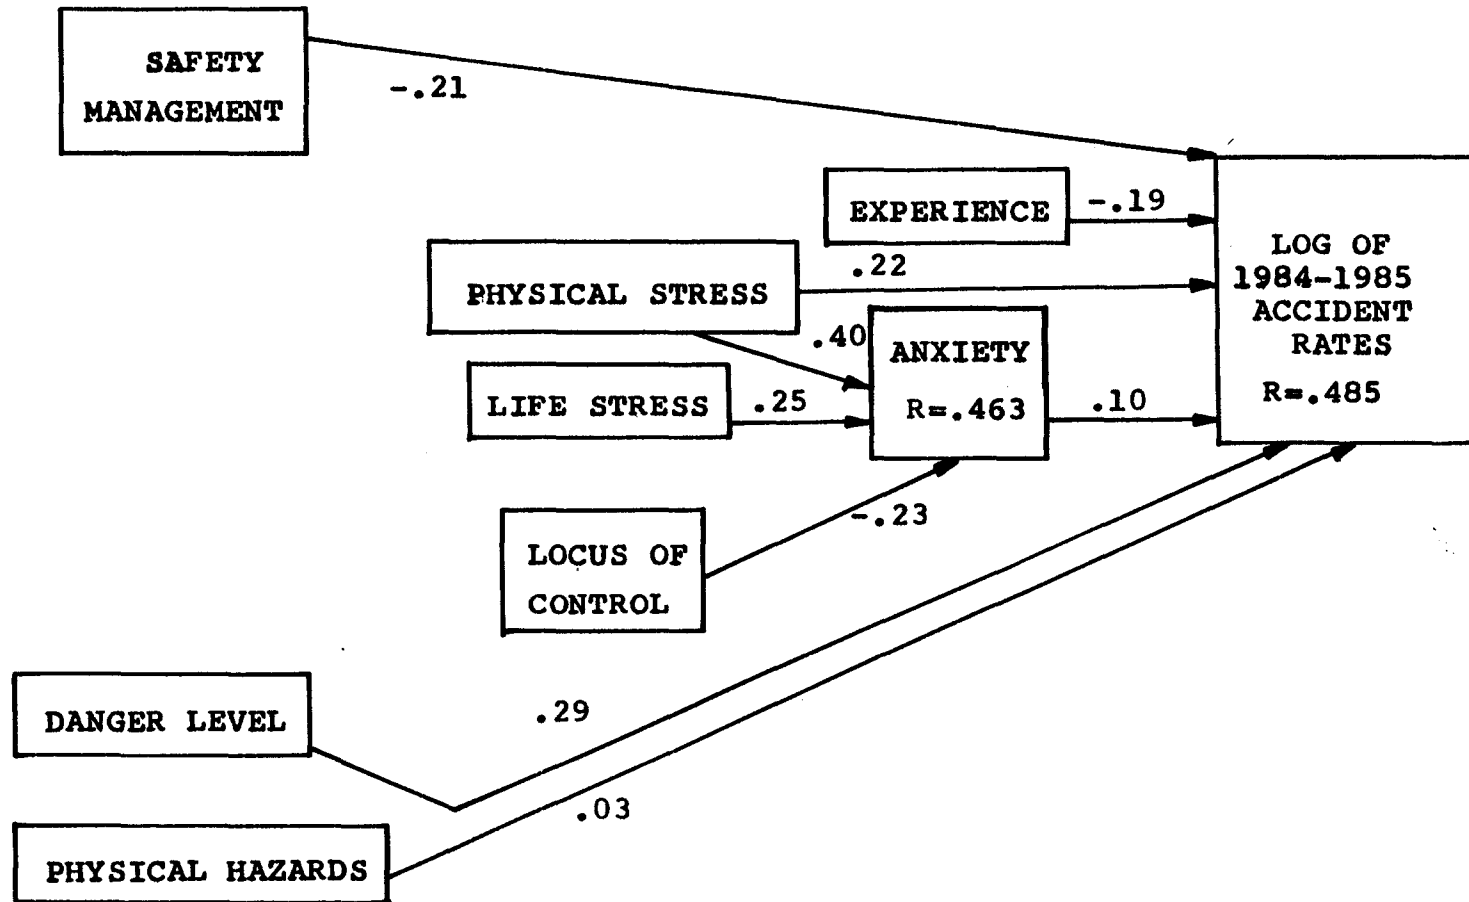 SAFETY
MANAGEMENT
-.21
EXPERIENCE
-.19
PHYSICAL STRESS
.22
.40
LIFE STRESS
.25
ANXIETY
R=.463
.10
LOG OF
1984-1985
ACCIDENT
RATES
R=.485
LOCUS OF
CONTROL
-.23
DANGER LEVEL
.29
PHYSICAL HAZARDS
.03